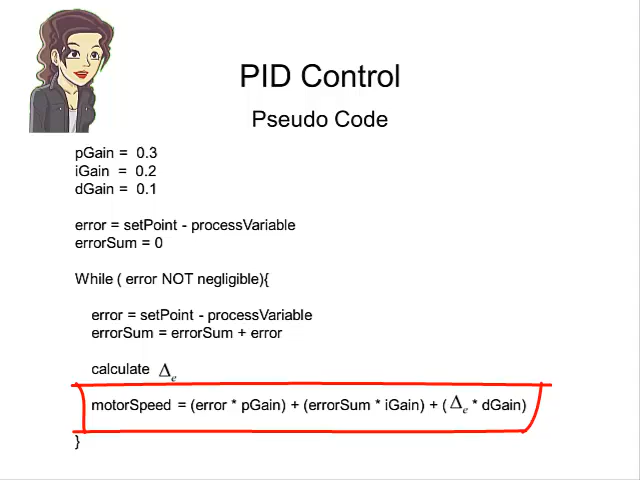 PID Control
Pseudo Code
pGain = 0.3
iGain = 0.2
dGain = 0.1
error = setPoint - processVariable
errorSum = 0
While ( error NOT negligible){
error = setPoint - processVariable
errorSum = errorSum + error
calculate Δe
motorSpeed = (error * pGain) + (errorSum * iGain) + ( Δe * dGain)
}